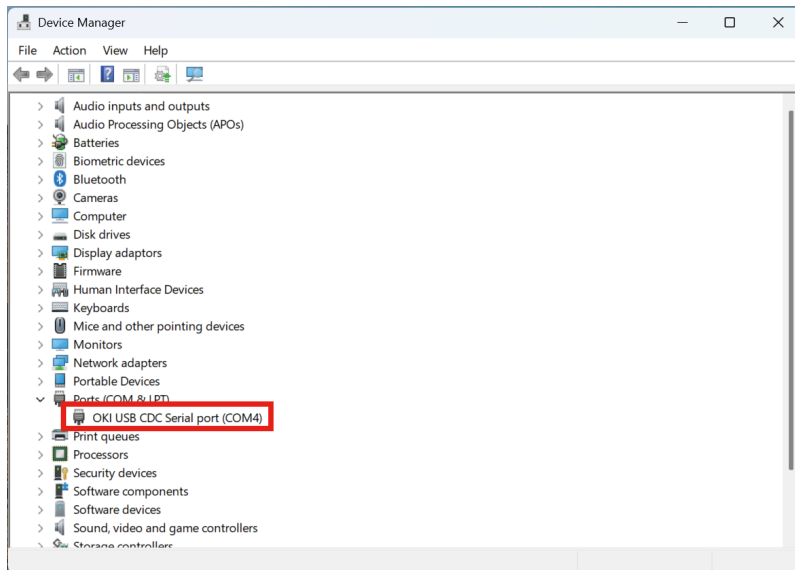 Device Manager
File Action View Help
Audio inputs and outputs
Audio Processing Objects (APOs)
Batteries
Biometric devices
Bluetooth
Cameras
Computer
Disk drives
Display adaptors
Firmware
Human Interface Devices
Keyboards
Mice and other pointing devices
Monitors
Network adapters
Portable Devices
Ports (COM & LPT)
OKI USB CDC Serial port (COM4)
Print queues
Processors
Security devices
Software components
Software devices
Sound, video and game controllers
Storage controllers